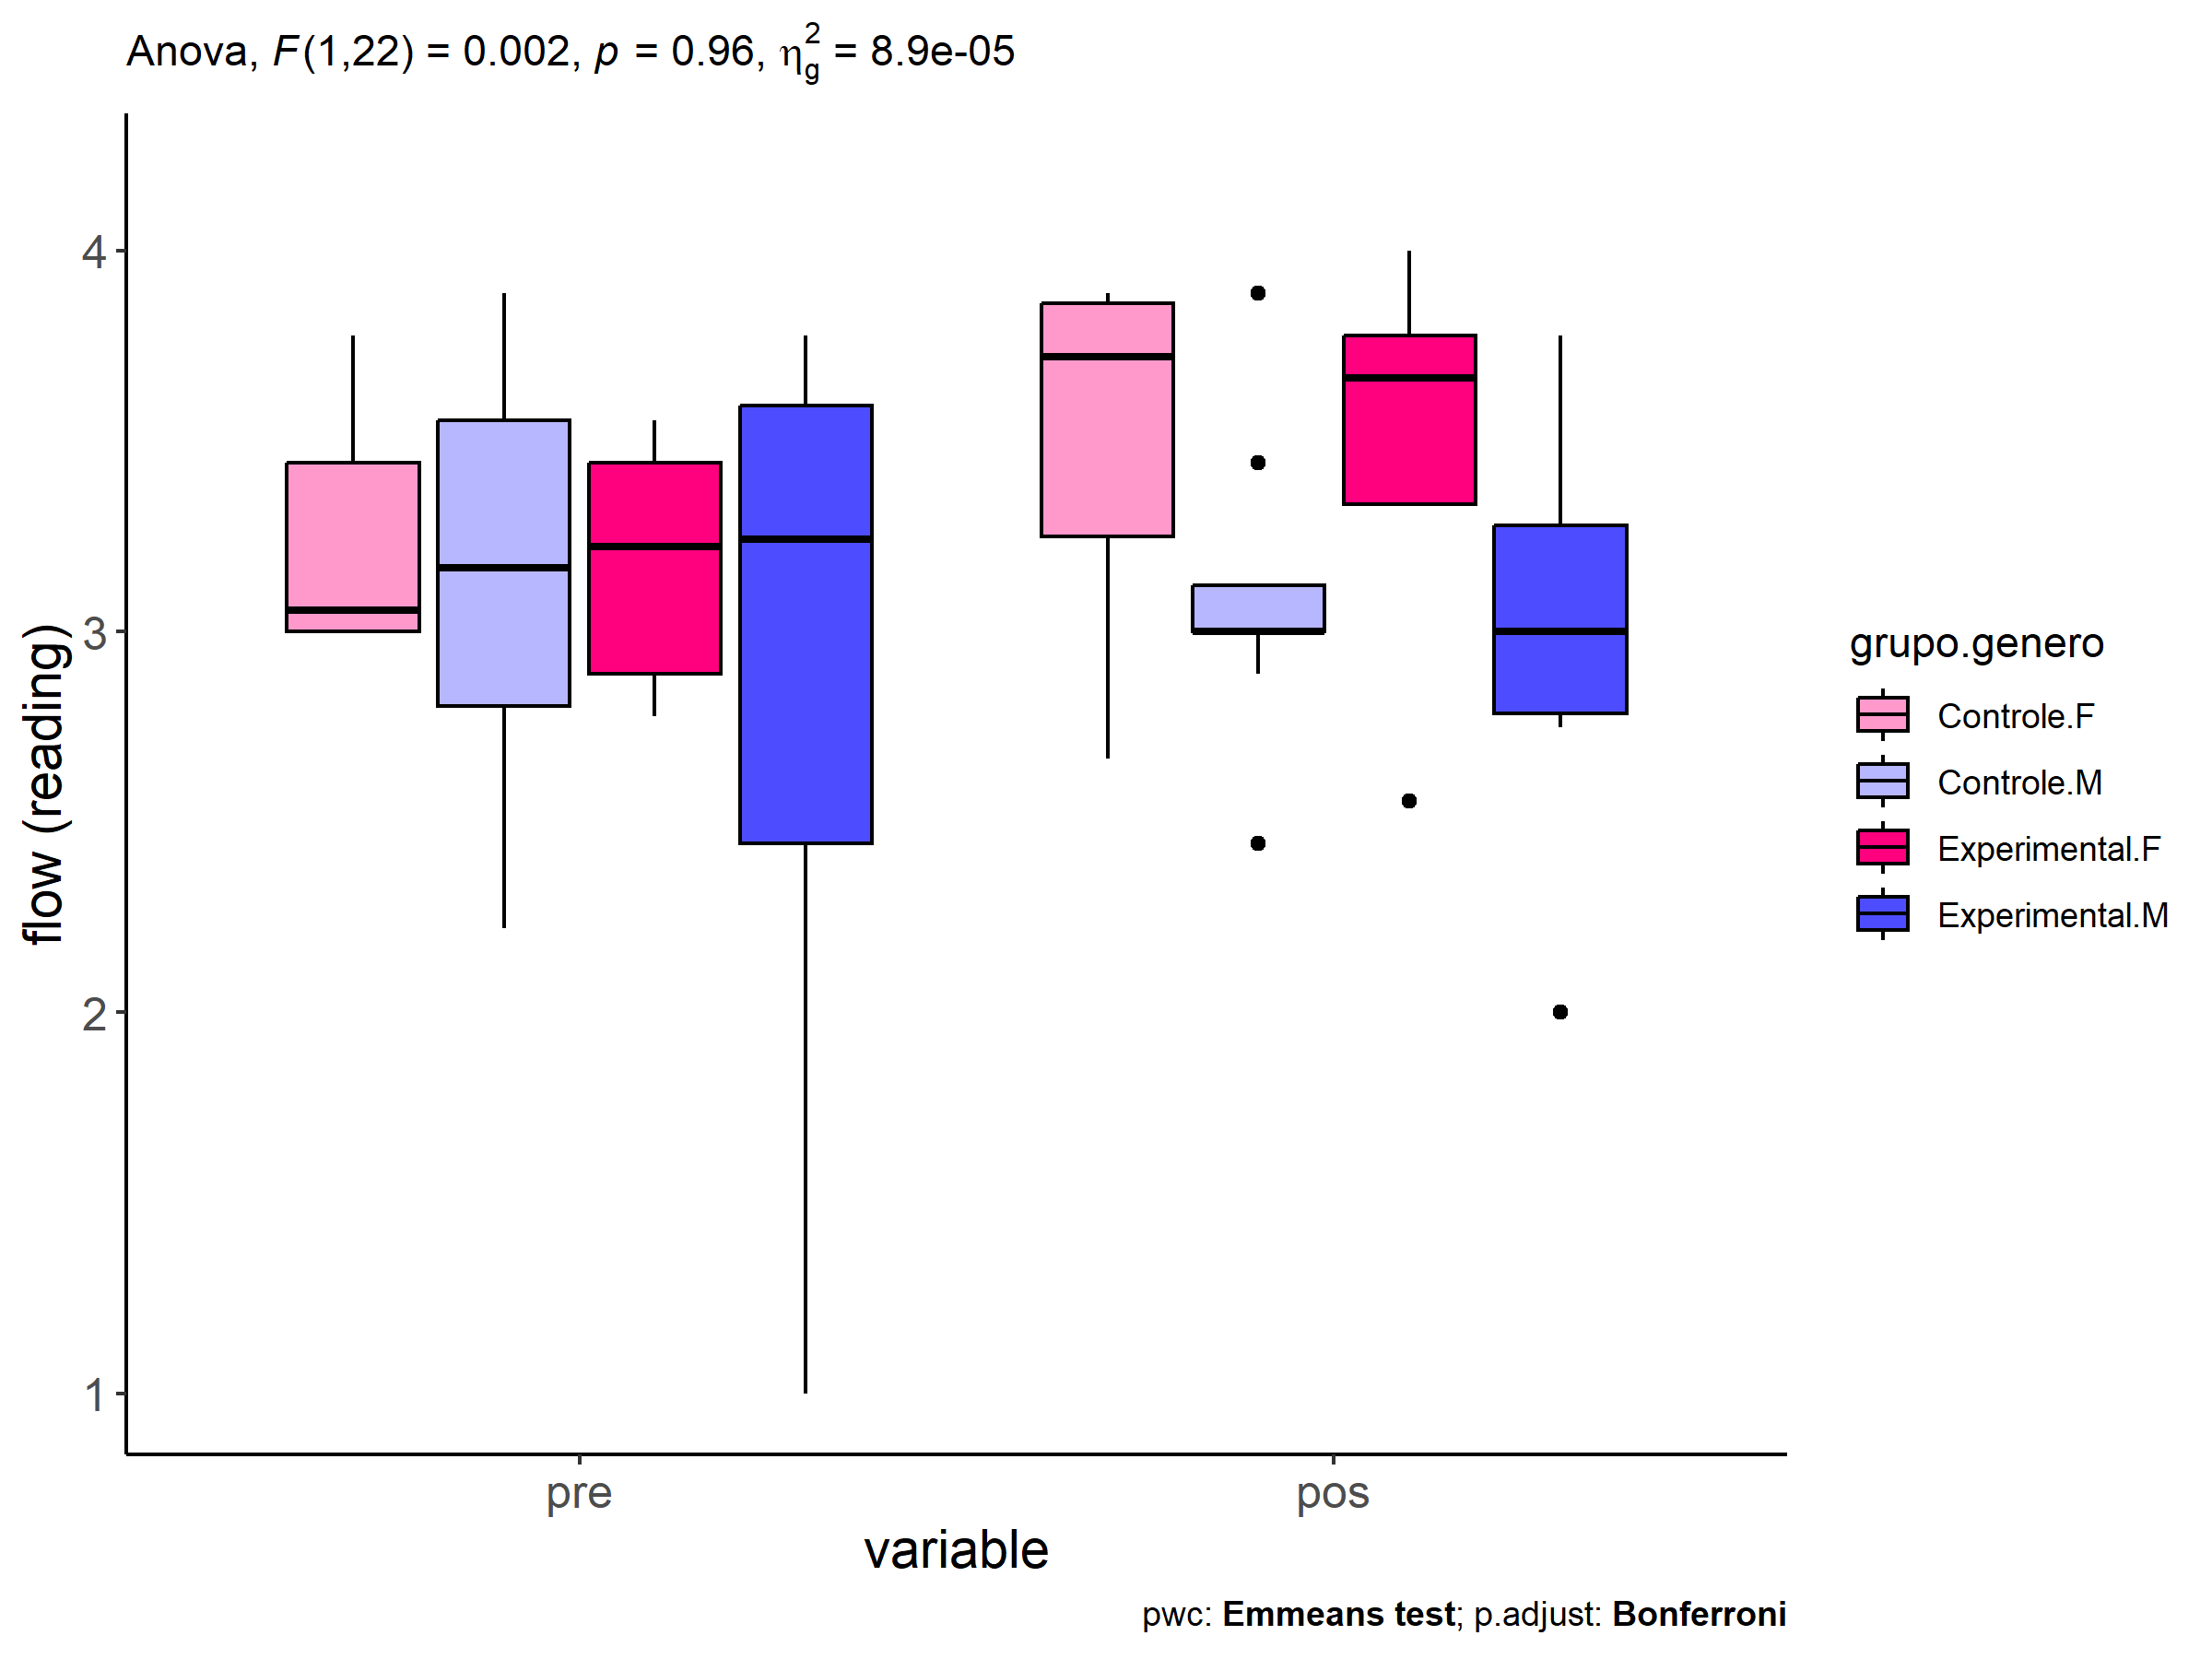 Anova, F(1,22) = 0.002, p = 0.96, η²g = 8.9e-05
flow (reading)
4
3
2
1
pre
pos
variable
grupo.genero
Controle.F
Controle.M
Experimental.F
Experimental.M
pwc: Emmeans test; p.adjust: Bonferroni